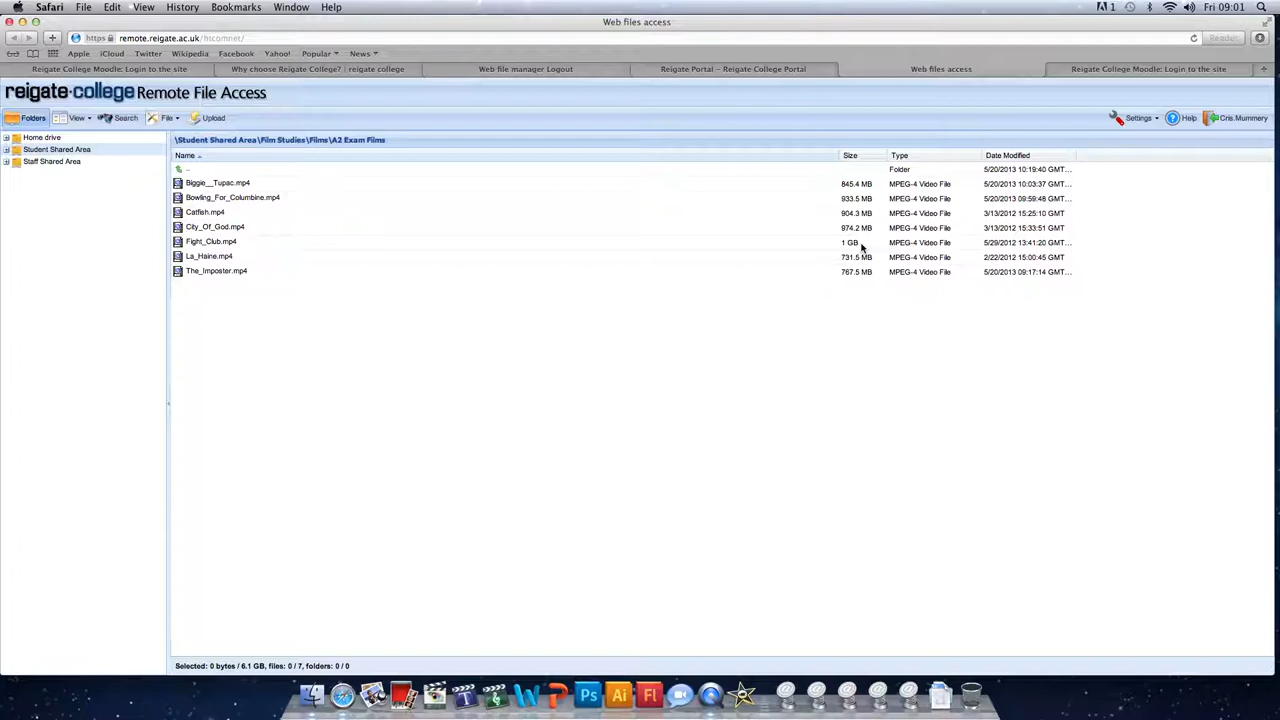 Safari File Edit View History Bookmarks Window Help 1 Fri 09:01
Web files access
https remote.reigate.ac.uk/htcomnet/ Reader
Apple iCloud Twitter Wikipedia Facebook Yahoo! Popular News
Reigate College Moodle: Login to the site Why choose Reigate College? | reigate college Web file manager Logout Reigate Portal – Reigate College Portal Web files access Reigate College Moodle: Login to the site
reigate·college Remote File Access
Folders View Search File Upload Settings Help Cris.Mummery
Home drive
Student Shared Area
Staff Shared Area
\Student Shared Area\Film Studies\Films\A2 Exam Films
Name Size Type Date Modified
.. Folder 5/20/2013 10:19:40 GMT...
Biggie__Tupac.mp4 845.4 MB MPEG-4 Video File 5/20/2013 10:03:37 GMT...
Bowling_For_Columbine.mp4 933.5 MB MPEG-4 Video File 5/20/2013 09:59:48 GMT...
Catfish.mp4 904.3 MB MPEG-4 Video File 3/13/2012 15:25:10 GMT
City_Of_God.mp4 974.2 MB MPEG-4 Video File 3/13/2012 15:33:51 GMT
Fight_Club.mp4 1 GB MPEG-4 Video File 5/29/2012 13:41:20 GMT...
La_Haine.mp4 731.5 MB MPEG-4 Video File 2/22/2012 15:00:45 GMT
The_Imposter.mp4 767.5 MB MPEG-4 Video File 5/20/2013 09:17:14 GMT...
Selected: 0 bytes / 6.1 GB, files: 0 / 7, folders: 0 / 0
Ps Ai Fl